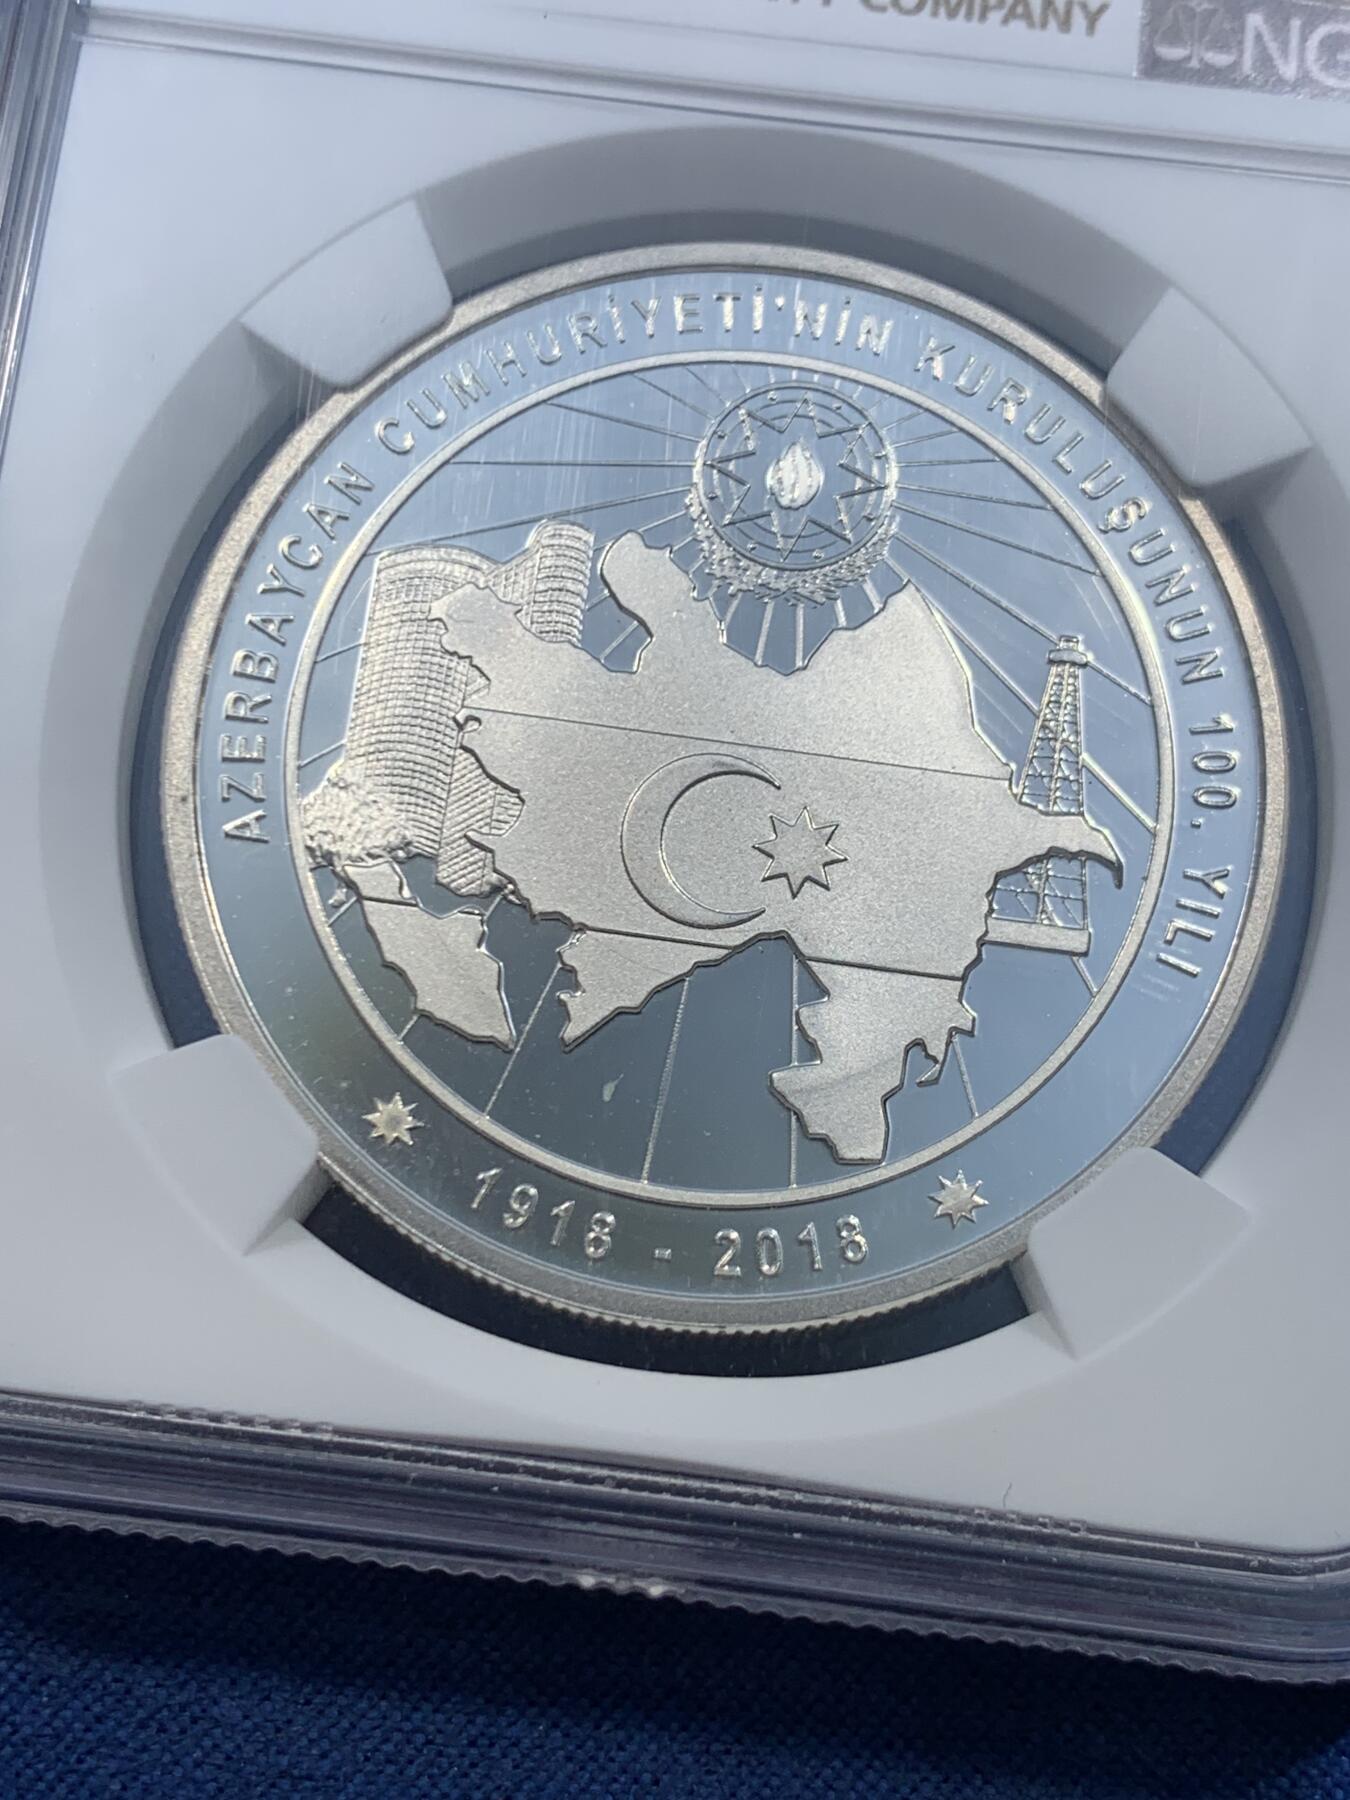 COMPANY
NG
AZERBAYCAN CUMHURİYETİ'NİN KURULUŞUNUN 100. YILI
1918 - 2018